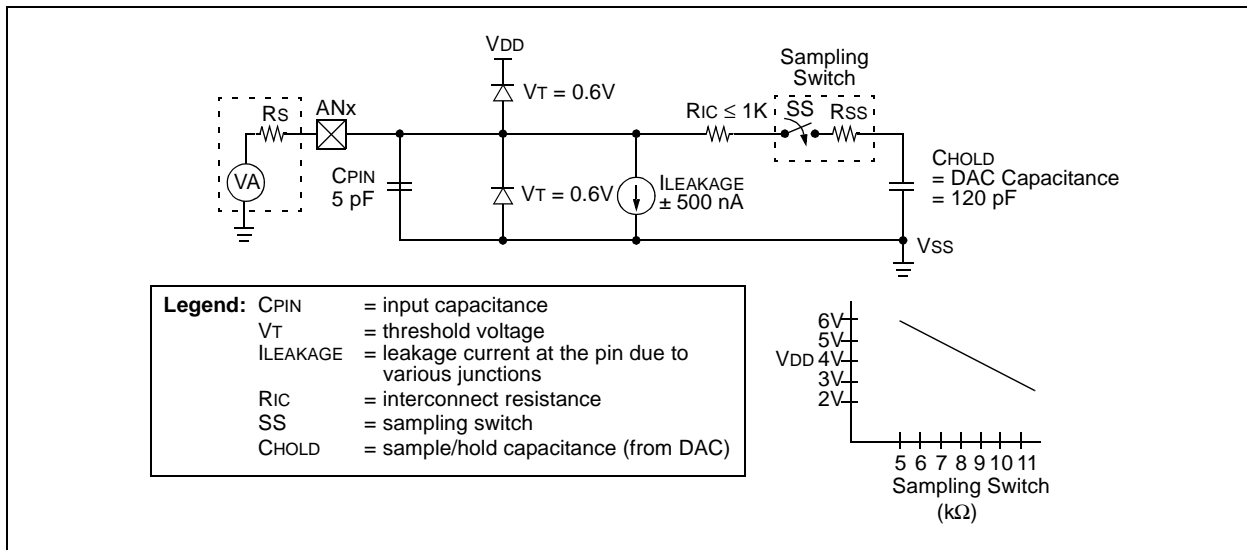 VDD
Sampling
Switch
VT = 0.6V
RS
ANx
RIC ≤ 1K
SS
RSS
VA
CPIN
5 pF
VT = 0.6V
ILEAKAGE
± 500 nA
CHOLD
= DAC Capacitance
= 120 pF
VSS
Legend: CPIN = input capacitance
VT = threshold voltage
ILEAKAGE = leakage current at the pin due to
various junctions
RIC = interconnect resistance
SS = sampling switch
CHOLD = sample/hold capacitance (from DAC)
6V
5V
VDD 4V
3V
2V
5 6 7 8 9 10 11
Sampling Switch
(kΩ)